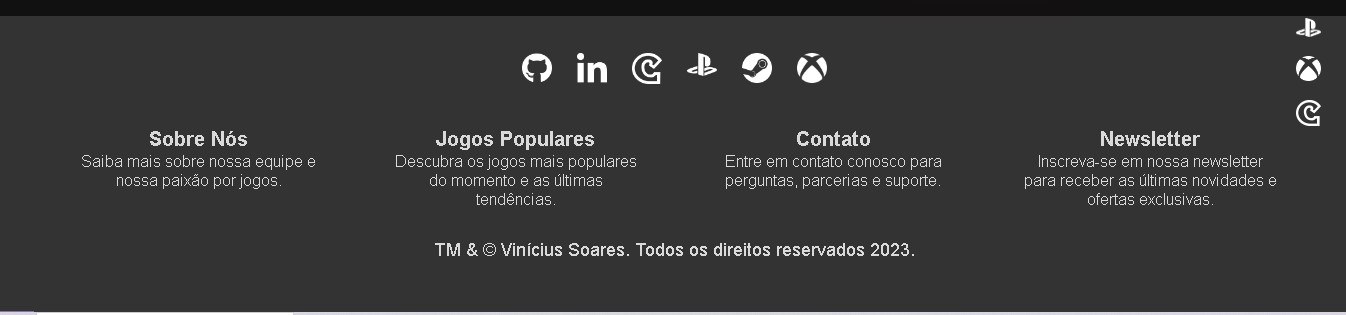 in
Sobre Nós
Saiba mais sobre nossa equipe e
nossa paixão por jogos.
Jogos Populares
Descubra os jogos mais populares
do momento e as últimas
tendências.
Contato
Entre em contato conosco para
perguntas, parcerias e suporte.
Newsletter
Inscreva-se em nossa newsletter
para receber as últimas novidades e
ofertas exclusivas.
TM & © Vinícius Soares. Todos os direitos reservados 2023.